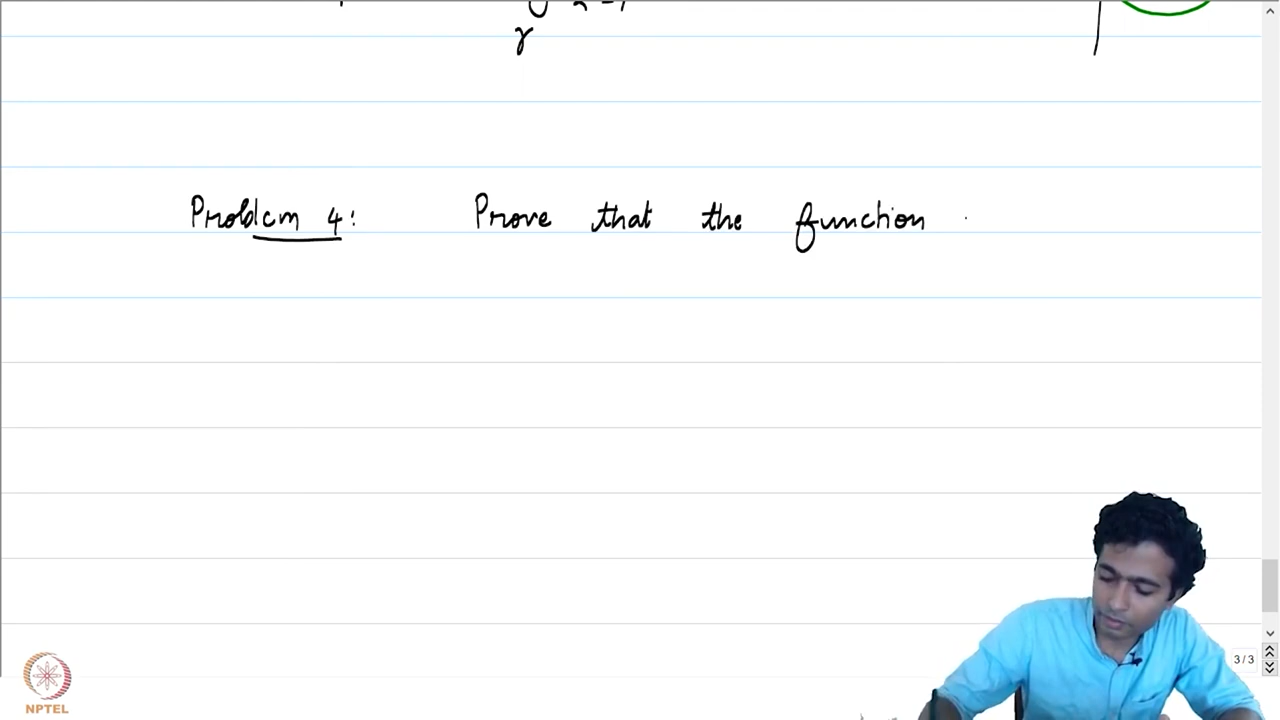 γ
Problem 4: Prove that the function
3 / 3
NPTEL